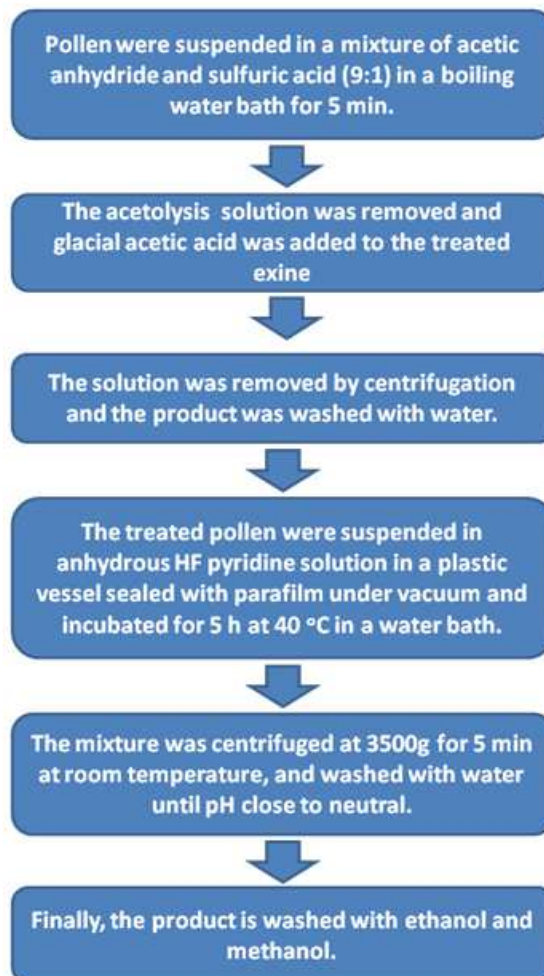 Pollen were suspended in a mixture of acetic
anhydride and sulfuric acid (9:1) in a boiling
water bath for 5 min.
The acetolysis solution was removed and
glacial acetic acid was added to the treated
exine
The solution was removed by centrifugation
and the product was washed with water.
The treated pollen were suspended in
anhydrous HF pyridine solution in a plastic
vessel sealed with parafilm under vacuum and
incubated for 5 h at 40 °C in a water bath.
The mixture was centrifuged at 3500g for 5 min
at room temperature, and washed with water
until pH close to neutral.
Finally, the product is washed with ethanol and
methanol.